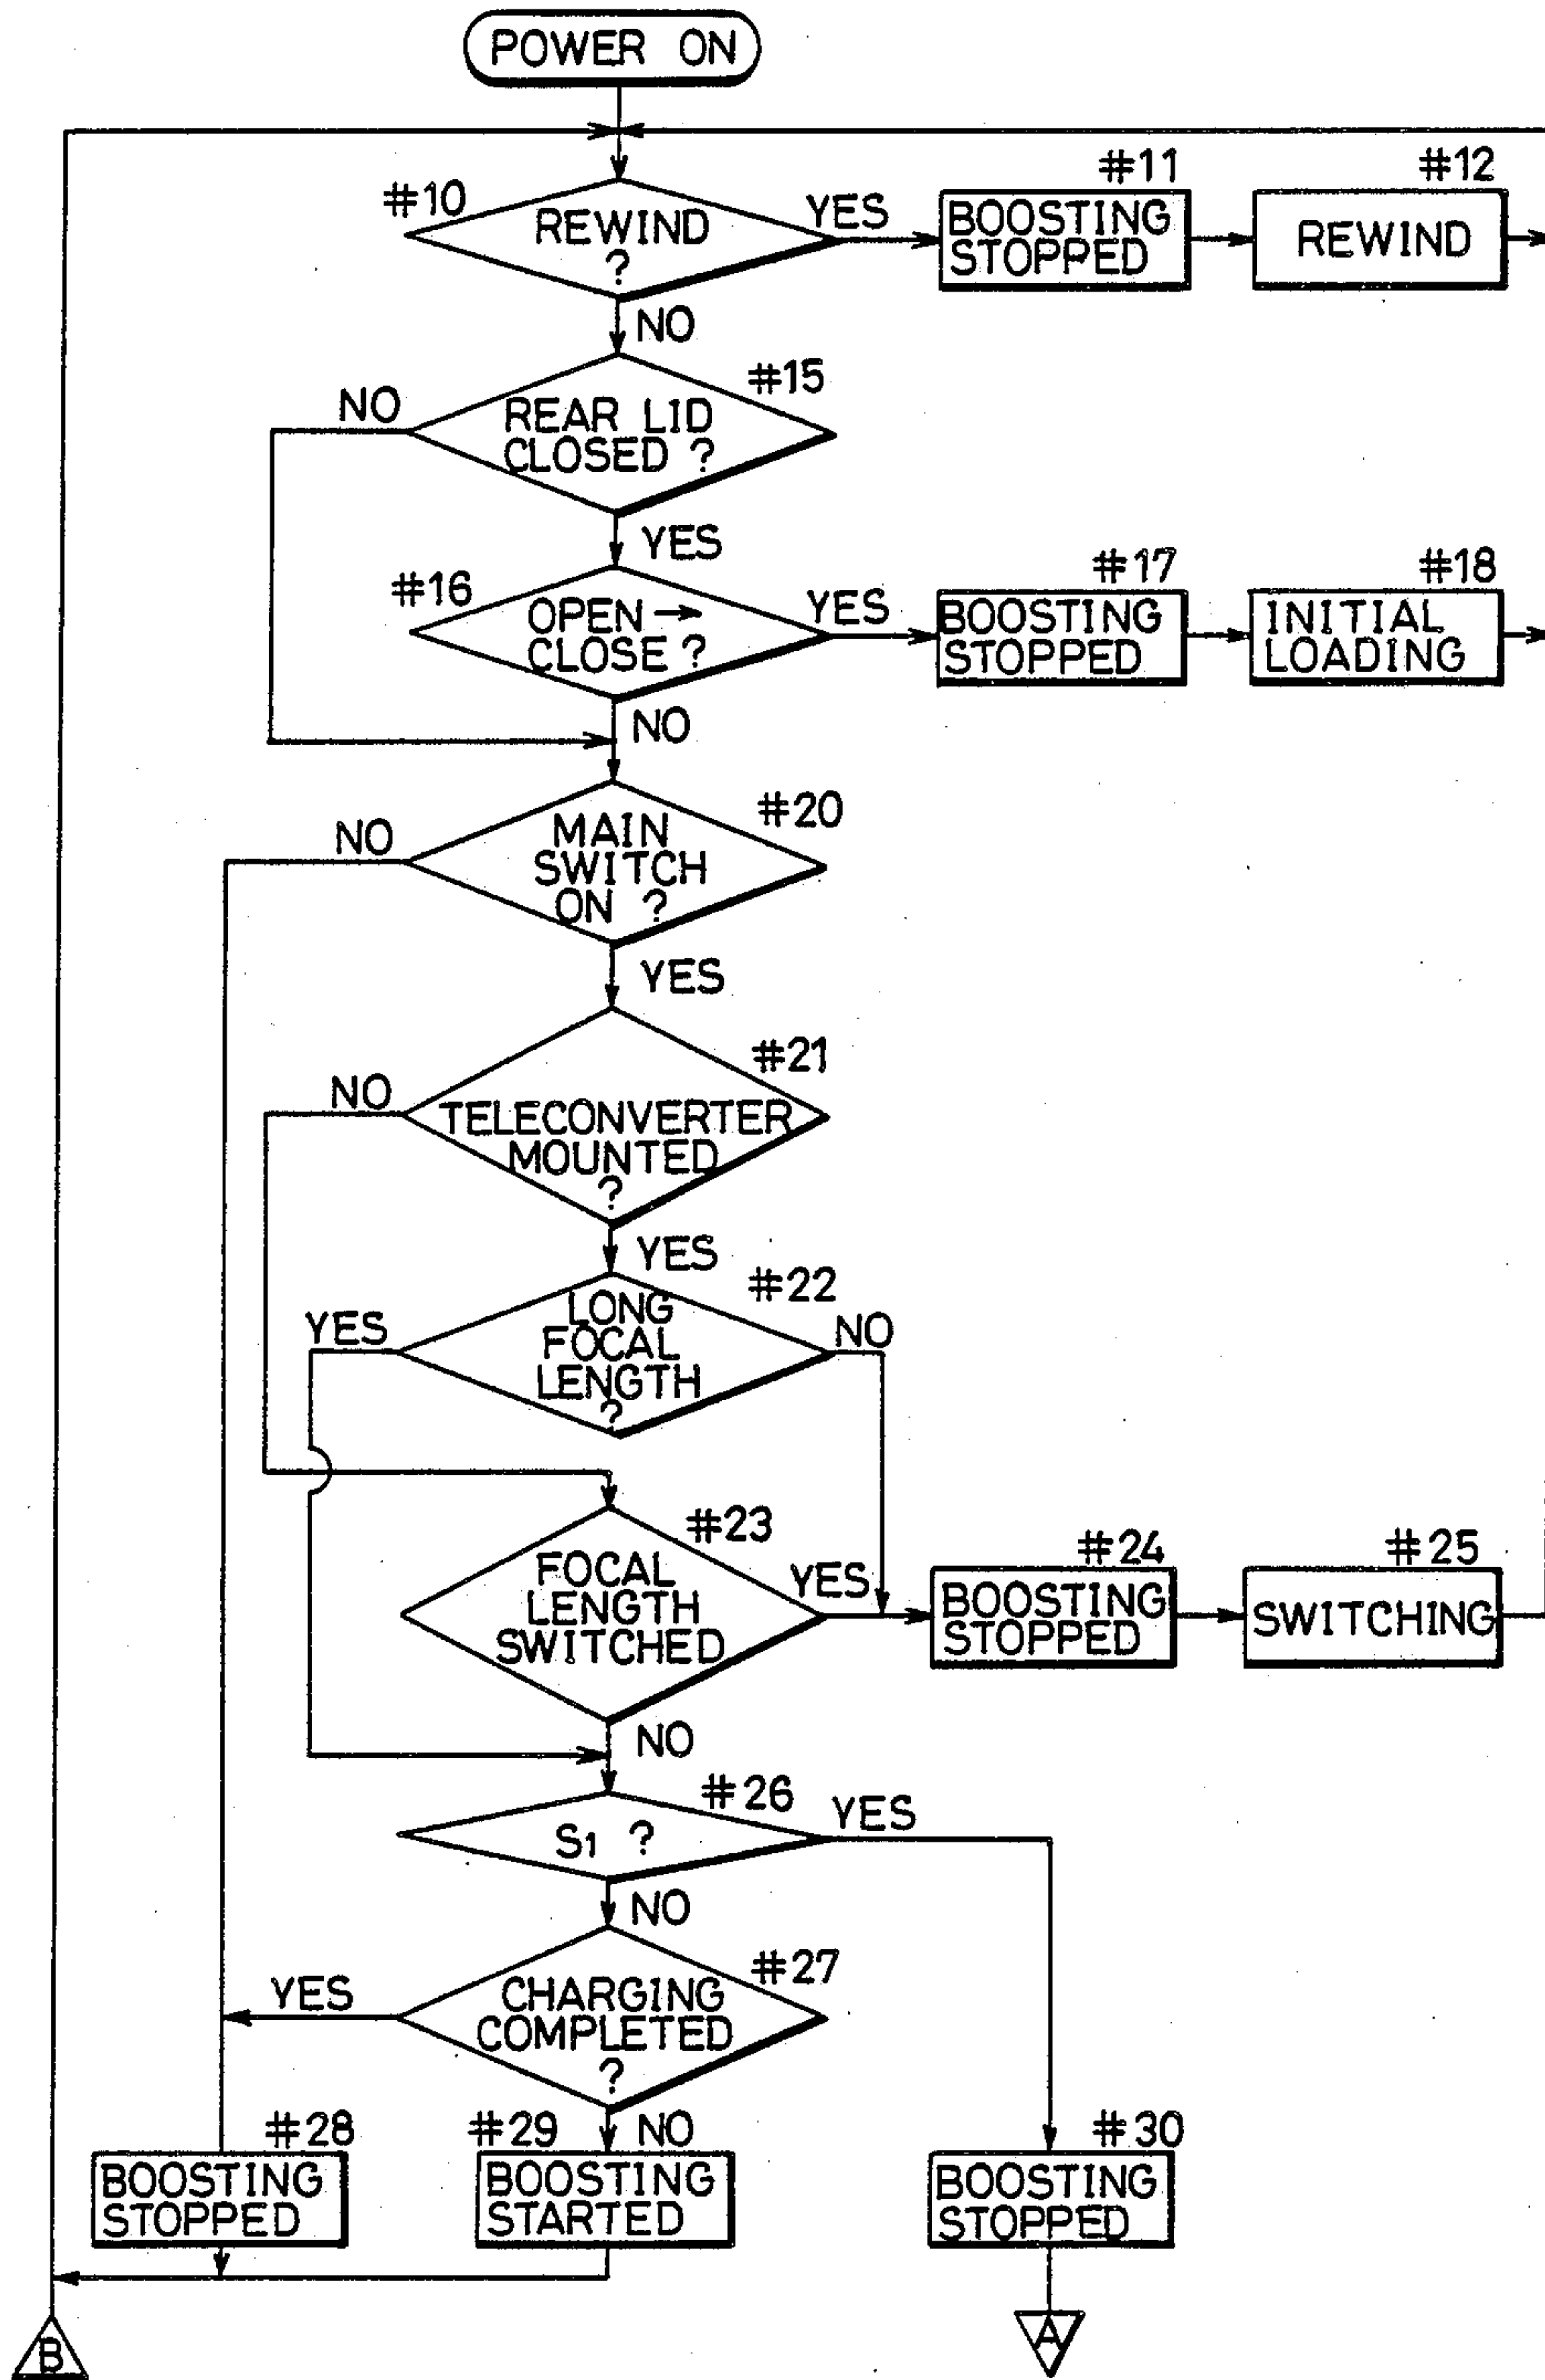 POWER ON
#10
REWIND
?
YES
#11
BOOSTING
STOPPED
#12
REWIND
NO
#15
REAR LID
CLOSED ?
NO
YES
#16
OPEN →
CLOSE ?
YES
#17
BOOSTING
STOPPED
#18
INITIAL
LOADING
NO
#20
MAIN
SWITCH
ON ?
NO
YES
#21
TELECONVERTER
MOUNTED
?
NO
YES
#22
LONG
FOCAL
LENGTH
?
YES
NO
#23
FOCAL
LENGTH
SWITCHED
YES
#24
BOOSTING
STOPPED
#25
SWITCHING
NO
#26
S1 ?
YES
NO
#27
CHARGING
COMPLETED
?
YES
NO
#28
BOOSTING
STOPPED
#29
BOOSTING
STARTED
#30
BOOSTING
STOPPED
B
A